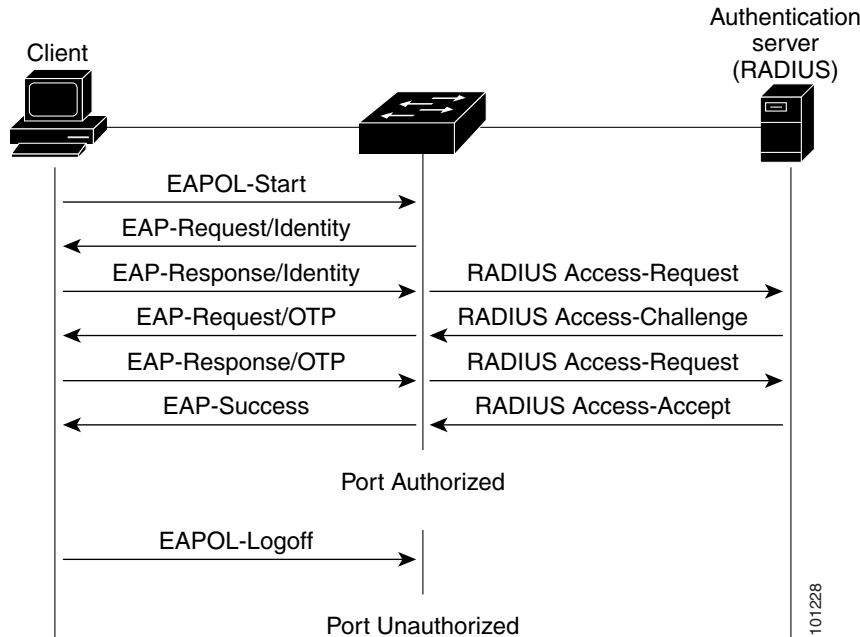 Authentication
server
(RADIUS)
Client
EAPOL-Start
EAP-Request/Identity
EAP-Response/Identity
RADIUS Access-Request
EAP-Request/OTP
RADIUS Access-Challenge
EAP-Response/OTP
RADIUS Access-Request
EAP-Success
RADIUS Access-Accept
Port Authorized
EAPOL-Logoff
Port Unauthorized
101228